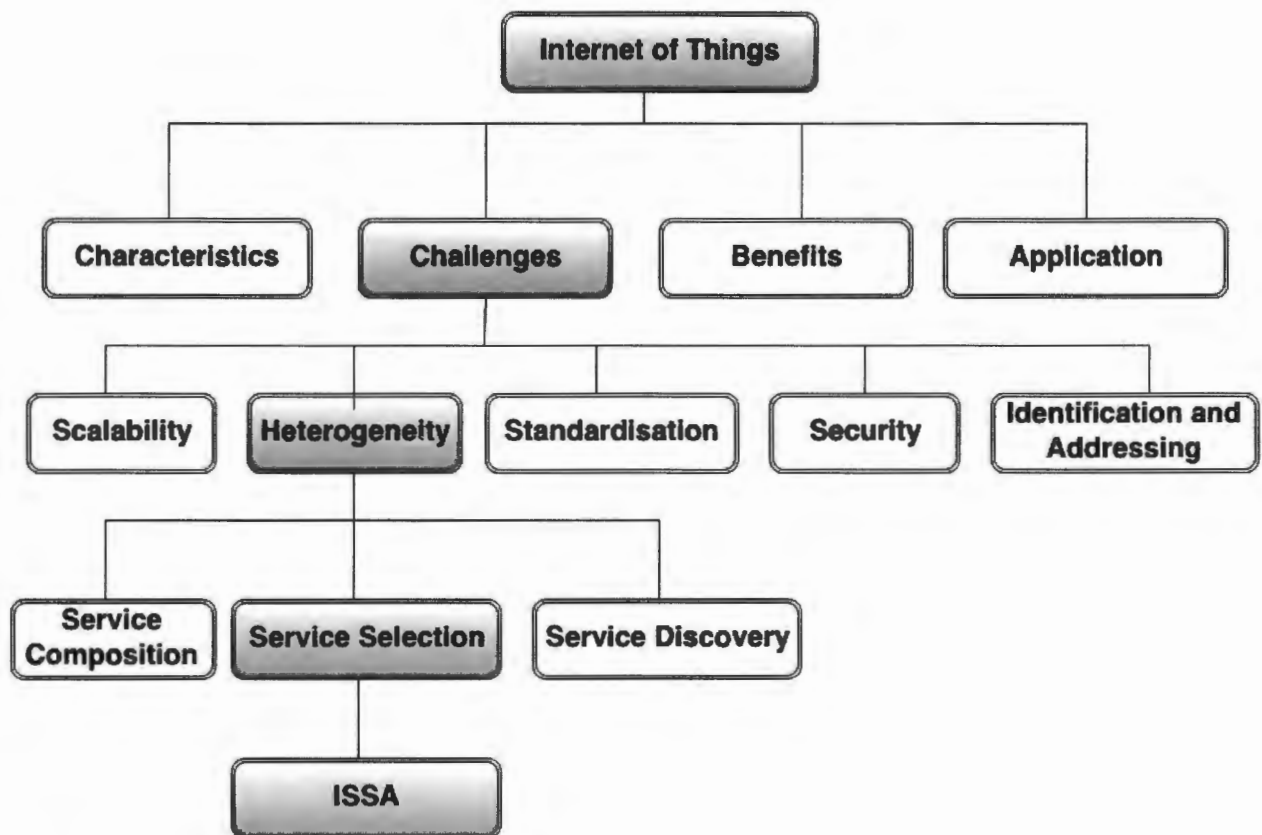 Internet of Things
Characteristics
Challenges
Benefits
Application
Scalability
Heterogeneity
Standardisation
Security
Identification and
Addressing
Service
Composition
Service Selection
Service Discovery
ISSA